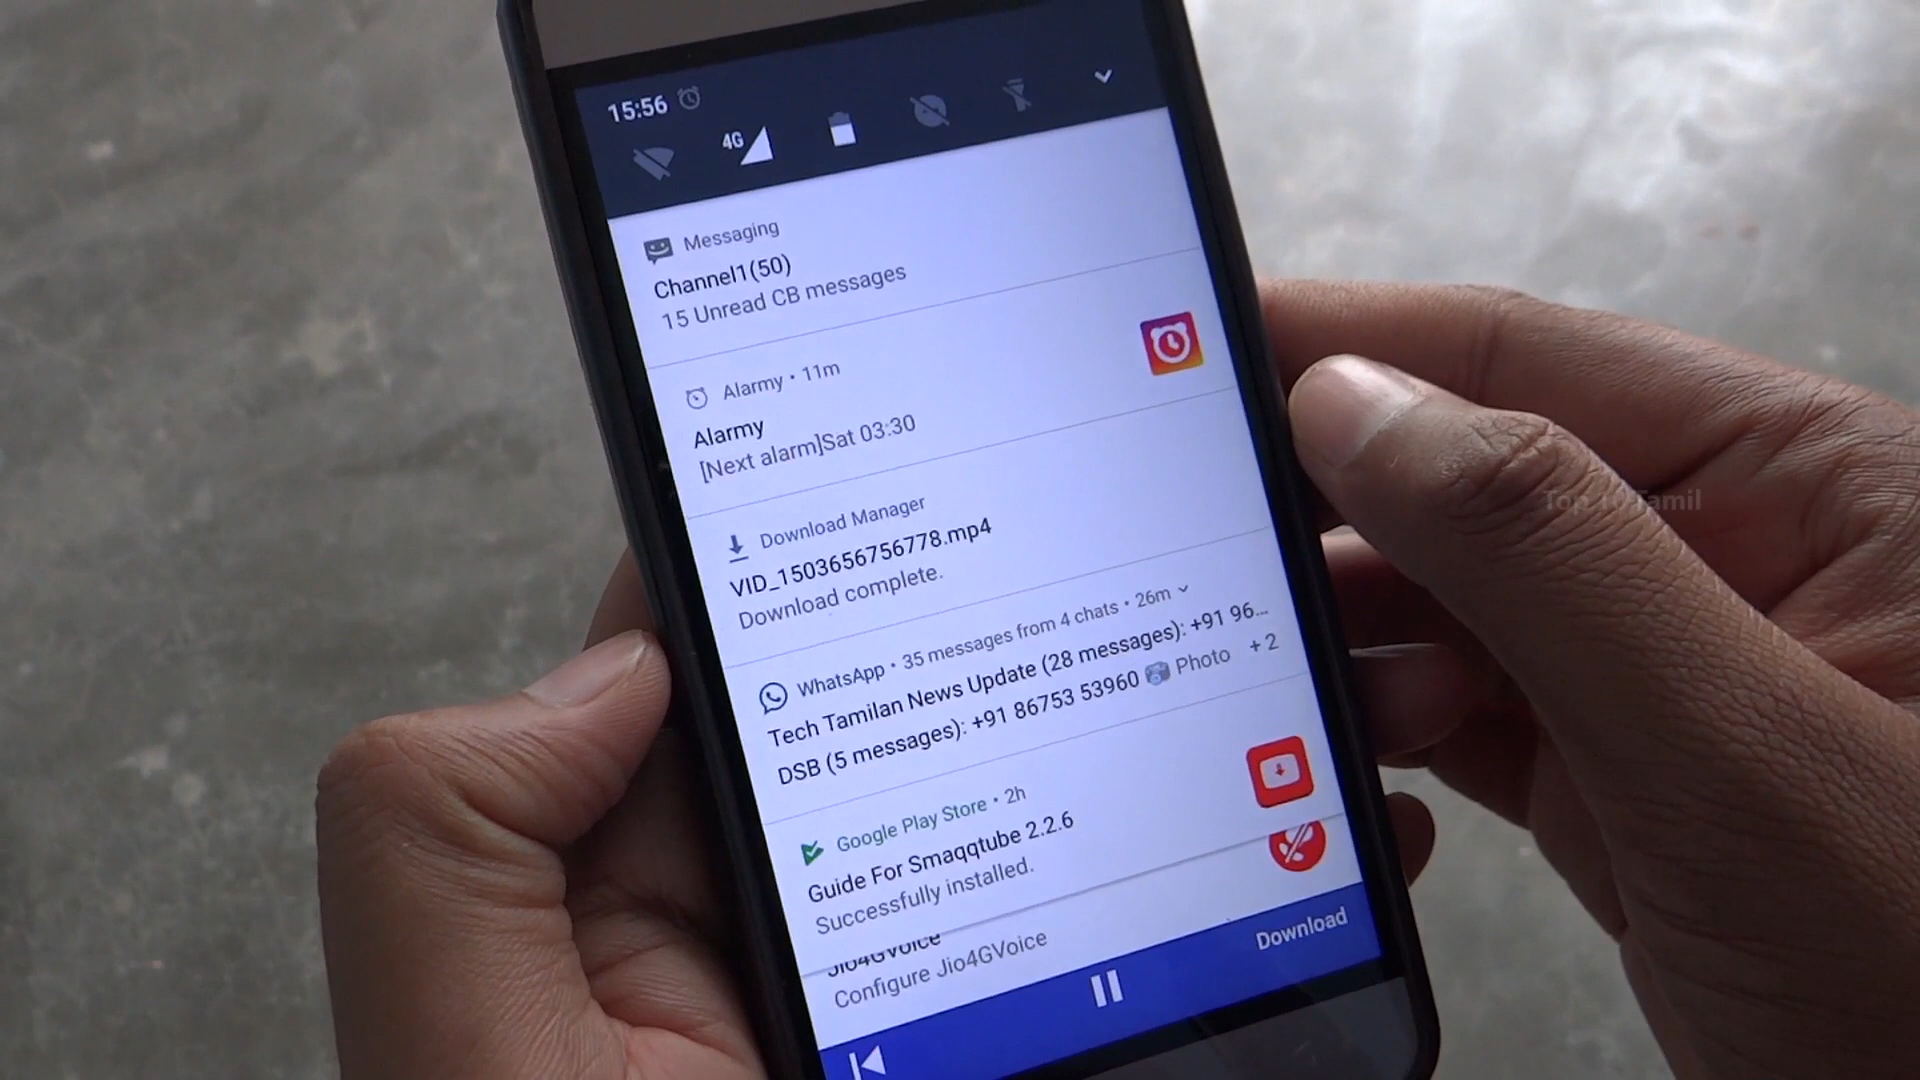 15:56
4G
Messaging
Channel1(50)
15 Unread CB messages
Alarmy • 11m
Alarmy
[Next alarm]Sat 03:30
Download Manager
VID_1503656756778.mp4
Download complete.
WhatsApp • 35 messages from 4 chats • 26m
Tech Tamilan News Update (28 messages): +91 96...
DSB (5 messages): +91 86753 53960 📷 Photo + 2
Google Play Store • 2h
Guide For Smaqqtube 2.2.6
Successfully installed.
Jio4GVoice
Configure Jio4GVoice
Download
Top 10 Tamil